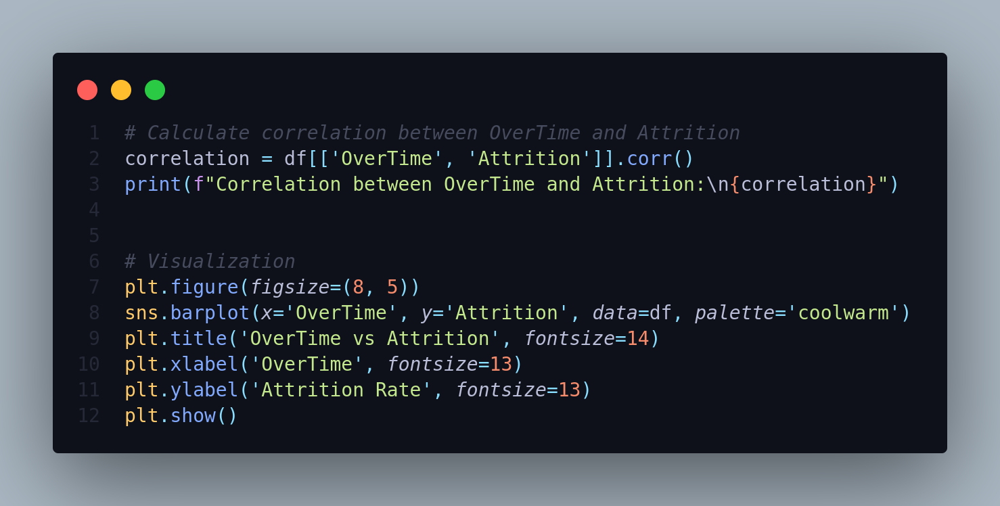 1 # Calculate correlation between OverTime and Attrition
2 correlation = df[['OverTime', 'Attrition']].corr()
3 print(f"Correlation between OverTime and Attrition:\n{correlation}")
4
5
6 # Visualization
7 plt.figure(figsize=(8, 5))
8 sns.barplot(x='OverTime', y='Attrition', data=df, palette='coolwarm')
9 plt.title('OverTime vs Attrition', fontsize=14)
10 plt.xlabel('OverTime', fontsize=13)
11 plt.ylabel('Attrition Rate', fontsize=13)
12 plt.show()